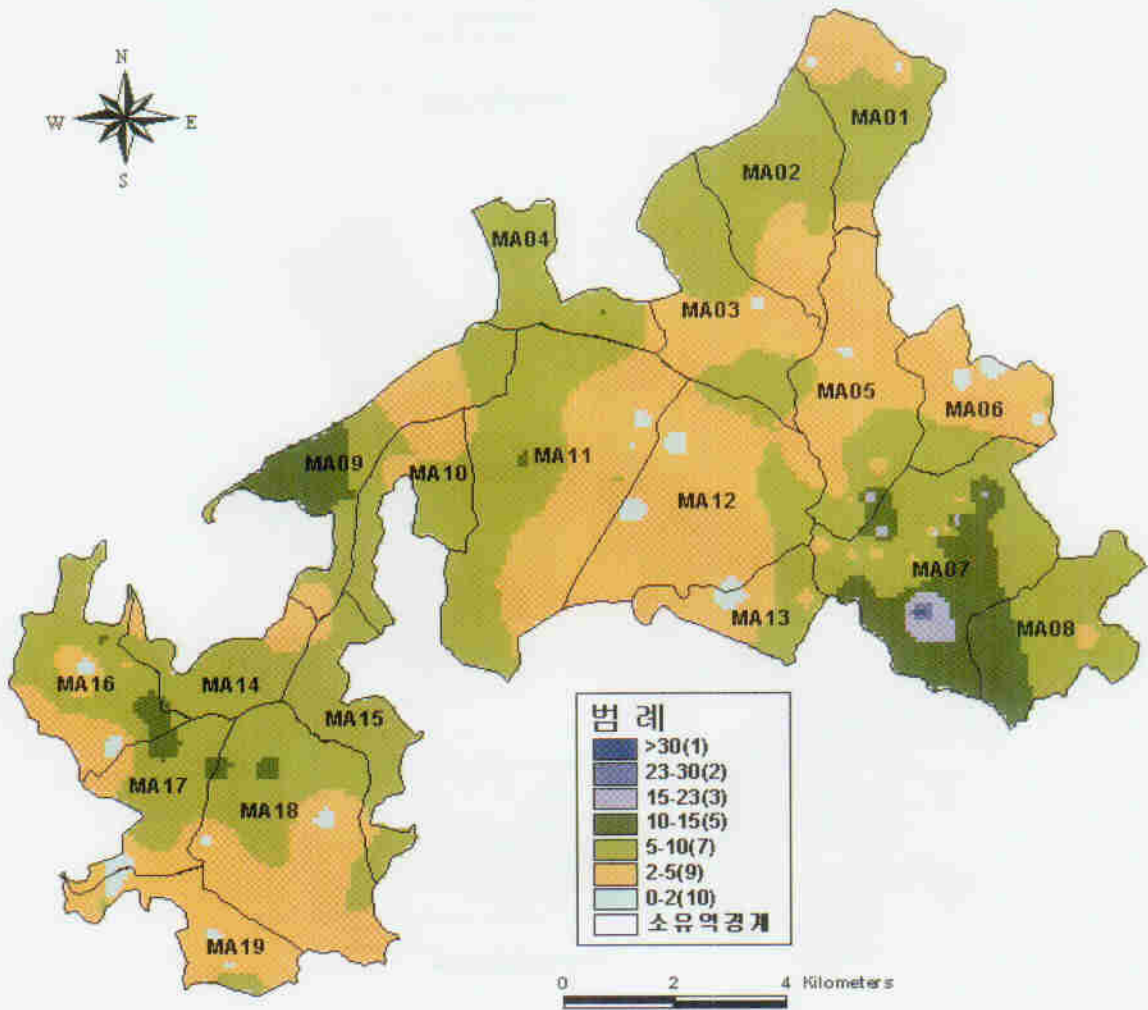 N
W E
S
MA01
MA02
MA04
MA03
MA05
MA06
MA09
MA10
MA11
MA12
MA07
MA13
MA08
MA16
MA14
MA15
MA17
MA18
MA19
범 례
>30(1)
23-30(2)
15-23(3)
10-15(5)
5-10(7)
2-5(9)
0-2(10)
소유역경계
0 2 4 Kilometers